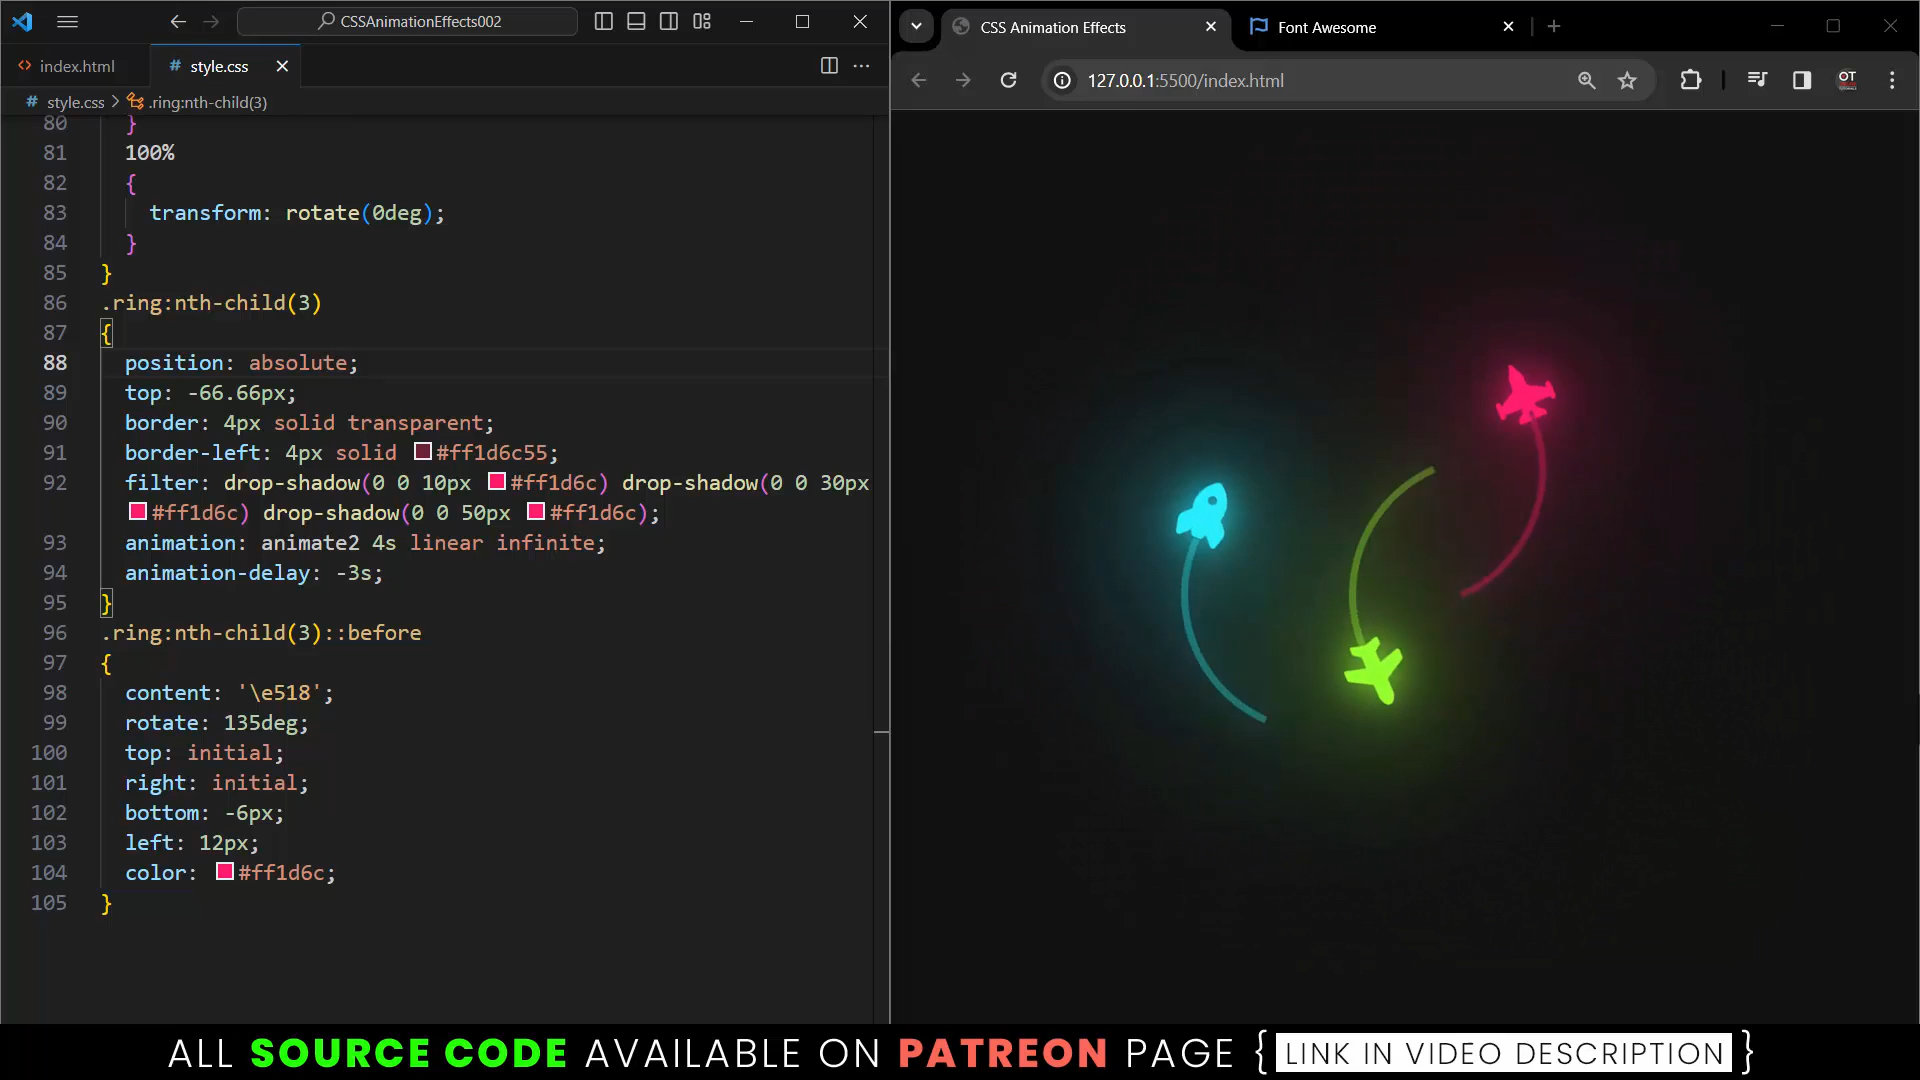 CSSAnimationEffects002
index.html
# style.css
# style.css > .ring:nth-child(3)
80 }
81 100%
82 {
83 transform: rotate(0deg);
84 }
85 }
86 .ring:nth-child(3)
87 {
88 position: absolute;
89 top: -66.66px;
90 border: 4px solid transparent;
91 border-left: 4px solid #ff1d6c55;
92 filter: drop-shadow(0 0 10px #ff1d6c) drop-shadow(0 0 30px
#ff1d6c) drop-shadow(0 0 50px #ff1d6c);
93 animation: animate2 4s linear infinite;
94 animation-delay: -3s;
95 }
96 .ring:nth-child(3)::before
97 {
98 content: '\e518';
99 rotate: 135deg;
100 top: initial;
101 right: initial;
102 bottom: -6px;
103 left: 12px;
104 color: #ff1d6c;
105 }
CSS Animation Effects
Font Awesome
127.0.0.1:5500/index.html
OT
ALL SOURCE CODE AVAILABLE ON PATREON PAGE { LINK IN VIDEO DESCRIPTION }